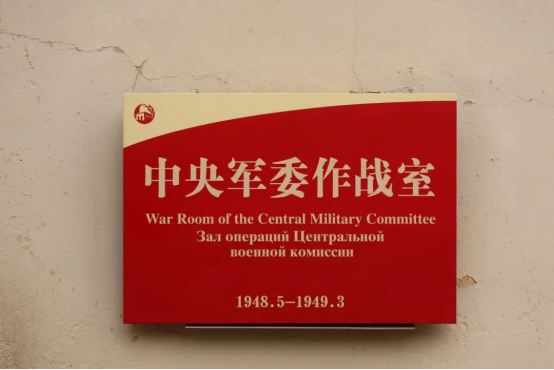 中央军委作战室
War Room of the Central Military Committee
Зал операций Центральной
военной комиссии
1948.5—1949.3